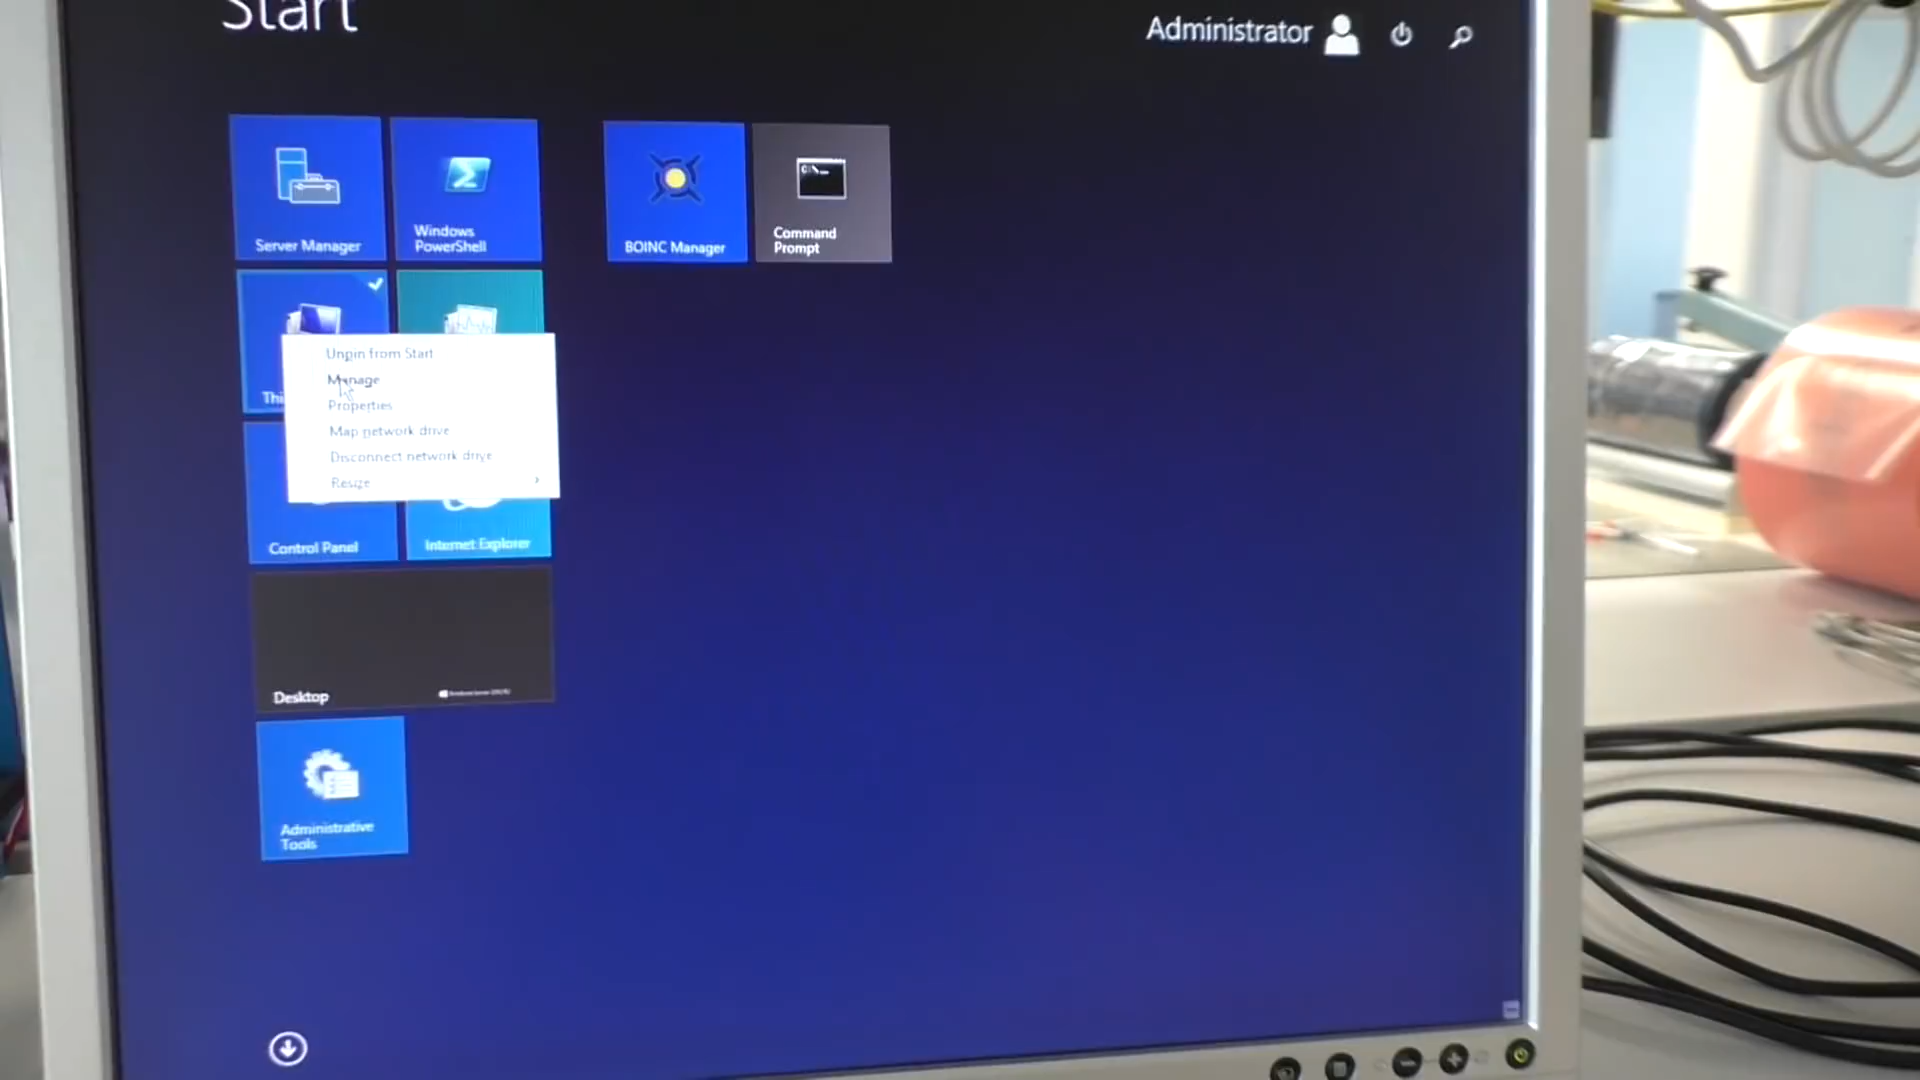 Start
Administrator
Server Manager
Windows
PowerShell
BOINC Manager
Command
Prompt
Thi
Unpin from Start
Manage
Properties
Map network drive
Disconnect network drive
Resize
Control Panel
Internet Explorer
Desktop
Administrative
Tools